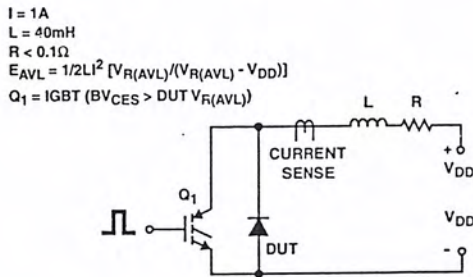 I = 1A
L = 40mH
R < 0.1Ω
EAVL = 1/2LI² [VR(AVL)/(VR(AVL) - VDD)]
Q1 = IGBT (BVCES > DUT VR(AVL))
L R
CURRENT
SENSE
+
VDD
Q1
VDD
DUT
-